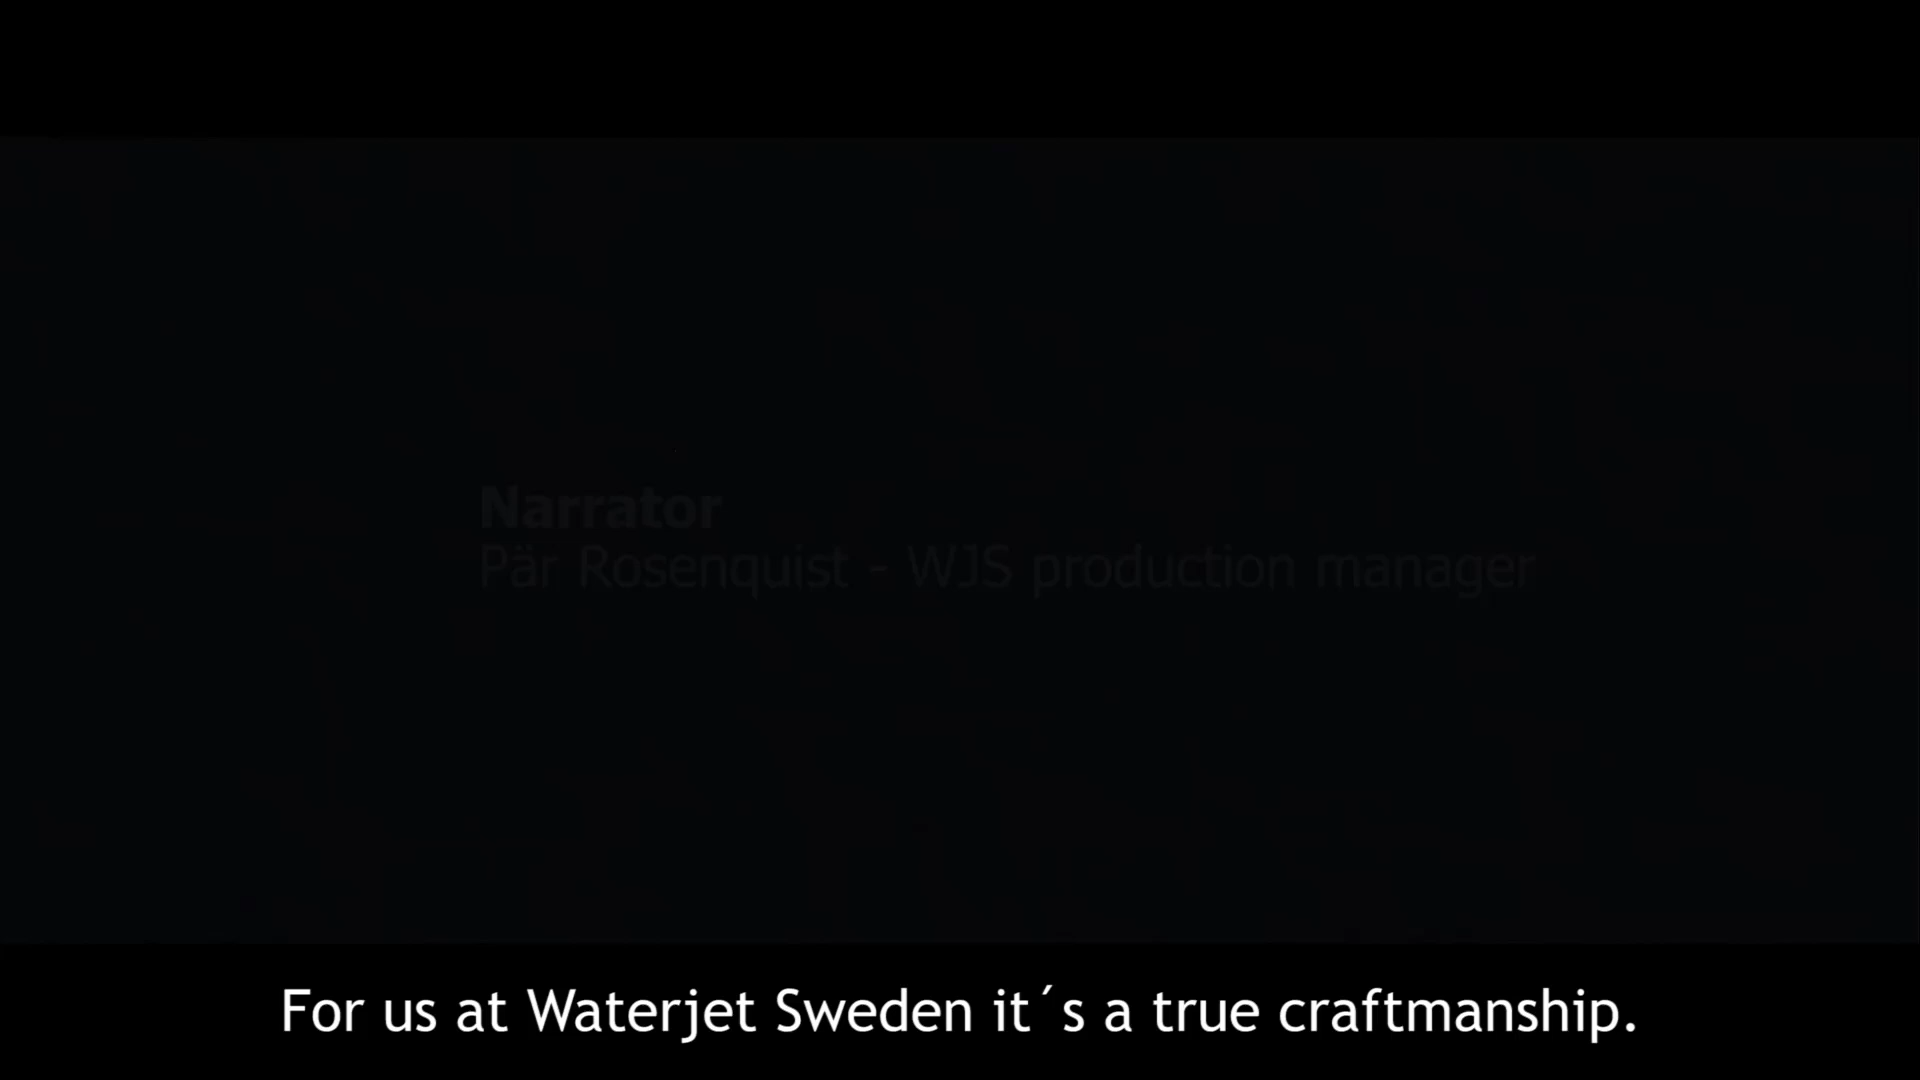 Narrator
Pär Rosenquist - WJS production manager
For us at Waterjet Sweden it´s a true craftmanship.